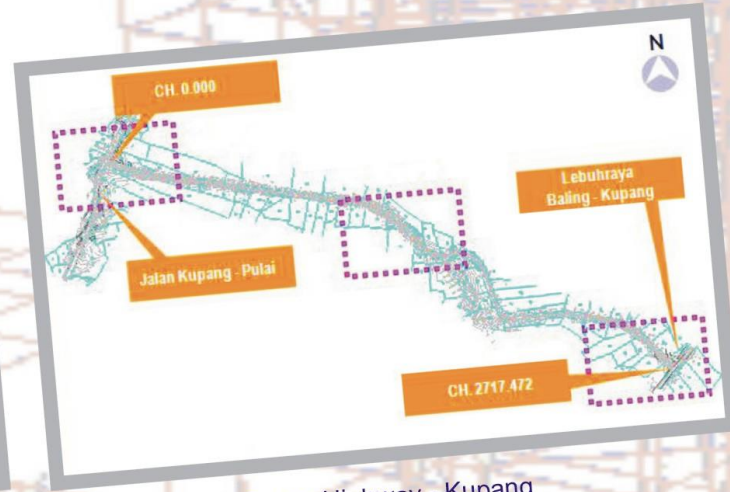 N
CH. 0.000
Lebuhraya
Baling - Kupang
Jalan Kupang - Pulai
CH. 2717.472
Kupang